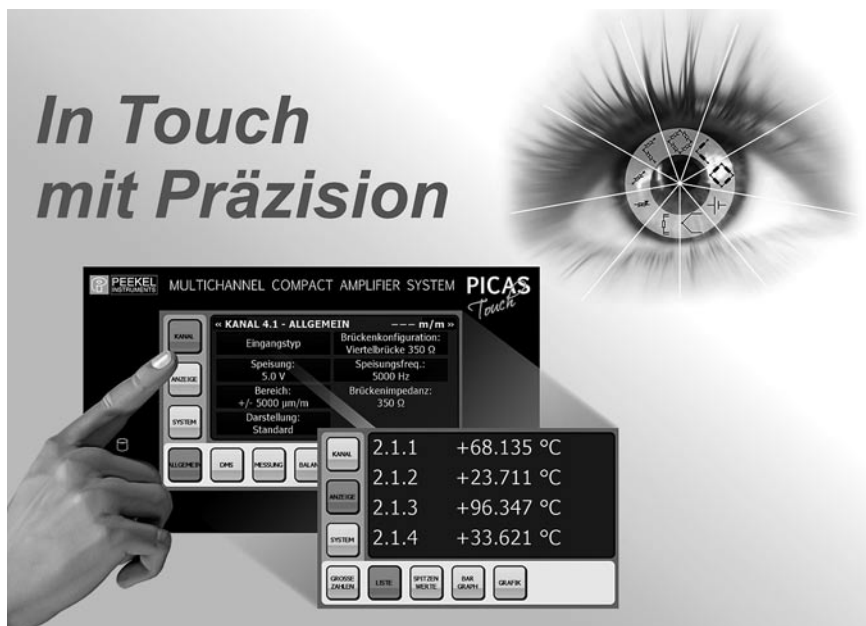 In Touch
mit Präzision
PEEKEL
INSTRUMENTS
MULTICHANNEL COMPACT AMPLIFIER SYSTEM
PICAS
Touch
KANAL
ANZEIGE
SYSTEM
« KANAL 4.1 - ALLGEMEIN --- m/m »
Eingangstyp
Brückenkonfiguration:
Viertelbrücke 350 Ω
Speisung:
5.0 V
Speisungsfreq.:
5000 Hz
Bereich:
+/- 5000 µm/m
Brückenimpedanz:
350 Ω
Darstellung:
Standard
ALLGEMEIN
DMS
MESSUNG
BALAN
KANAL
ANZEIGE
SYSTEM
2.1.1 +68.135 °C
2.1.2 +23.711 °C
2.1.3 +96.347 °C
2.1.4 +33.621 °C
GROSSE
ZAHLEN
LISTE
SPITZEN
WERTE
BAR
GRAPH
GRAFIK